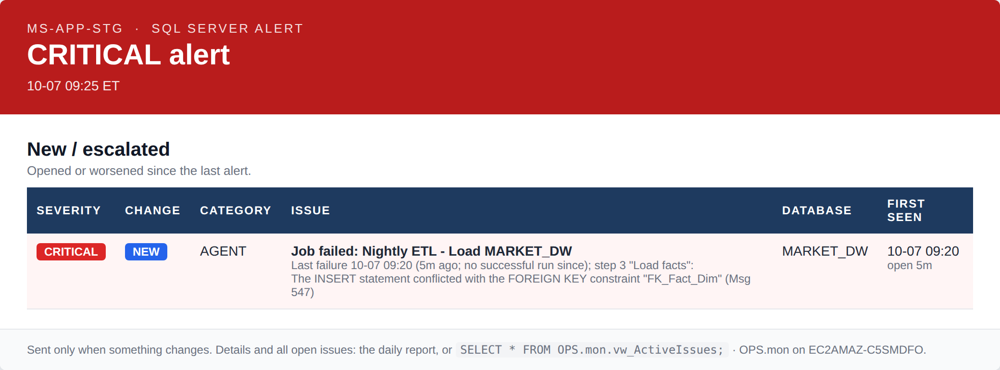 MS-APP-STG · SQL SERVER ALERT
CRITICAL alert
10-07 09:25 ET
New / escalated
Opened or worsened since the last alert.
SEVERITY CHANGE CATEGORY ISSUE DATABASE FIRST SEEN
CRITICAL NEW AGENT Job failed: Nightly ETL - Load MARKET_DW MARKET_DW 10-07 09:20
Last failure 10-07 09:20 (5m ago; no successful run since); step 3 "Load facts": open 5m
The INSERT statement conflicted with the FOREIGN KEY constraint "FK_Fact_Dim" (Msg
547)
Sent only when something changes. Details and all open issues: the daily report, or SELECT * FROM OPS.mon.vw_ActiveIssues; · OPS.mon on EC2AMAZ-C5SMDFO.